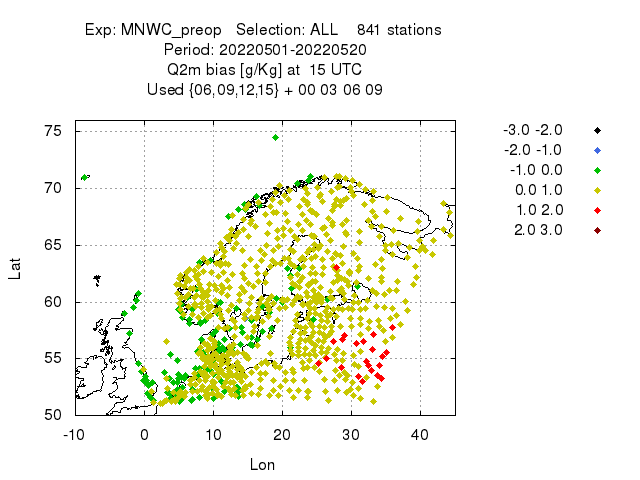 Exp: MNWC_preop   Selection: ALL    841 stations
Period: 20220501-20220520
Q2m bias [g/Kg] at  15 UTC
Used {06,09,12,15} + 00 03 06 09
-3.0 -2.0
-2.0 -1.0
-1.0 0.0
0.0 1.0
1.0 2.0
2.0 3.0
75
70
65
60
55
50
Lat
-10 0 10 20 30 40
Lon